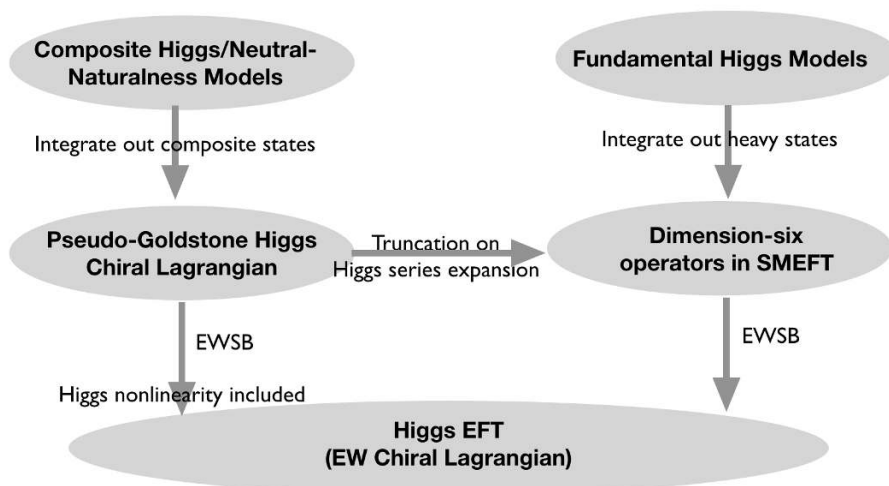 Composite Higgs/Neutral-
Naturalness Models
Fundamental Higgs Models
Integrate out composite states
Integrate out heavy states
Pseudo-Goldstone Higgs
Chiral Lagrangian
Truncation on
Higgs series expansion
Dimension-six
operators in SMEFT
EWSB
EWSB
Higgs nonlinearity included
Higgs EFT
(EW Chiral Lagrangian)